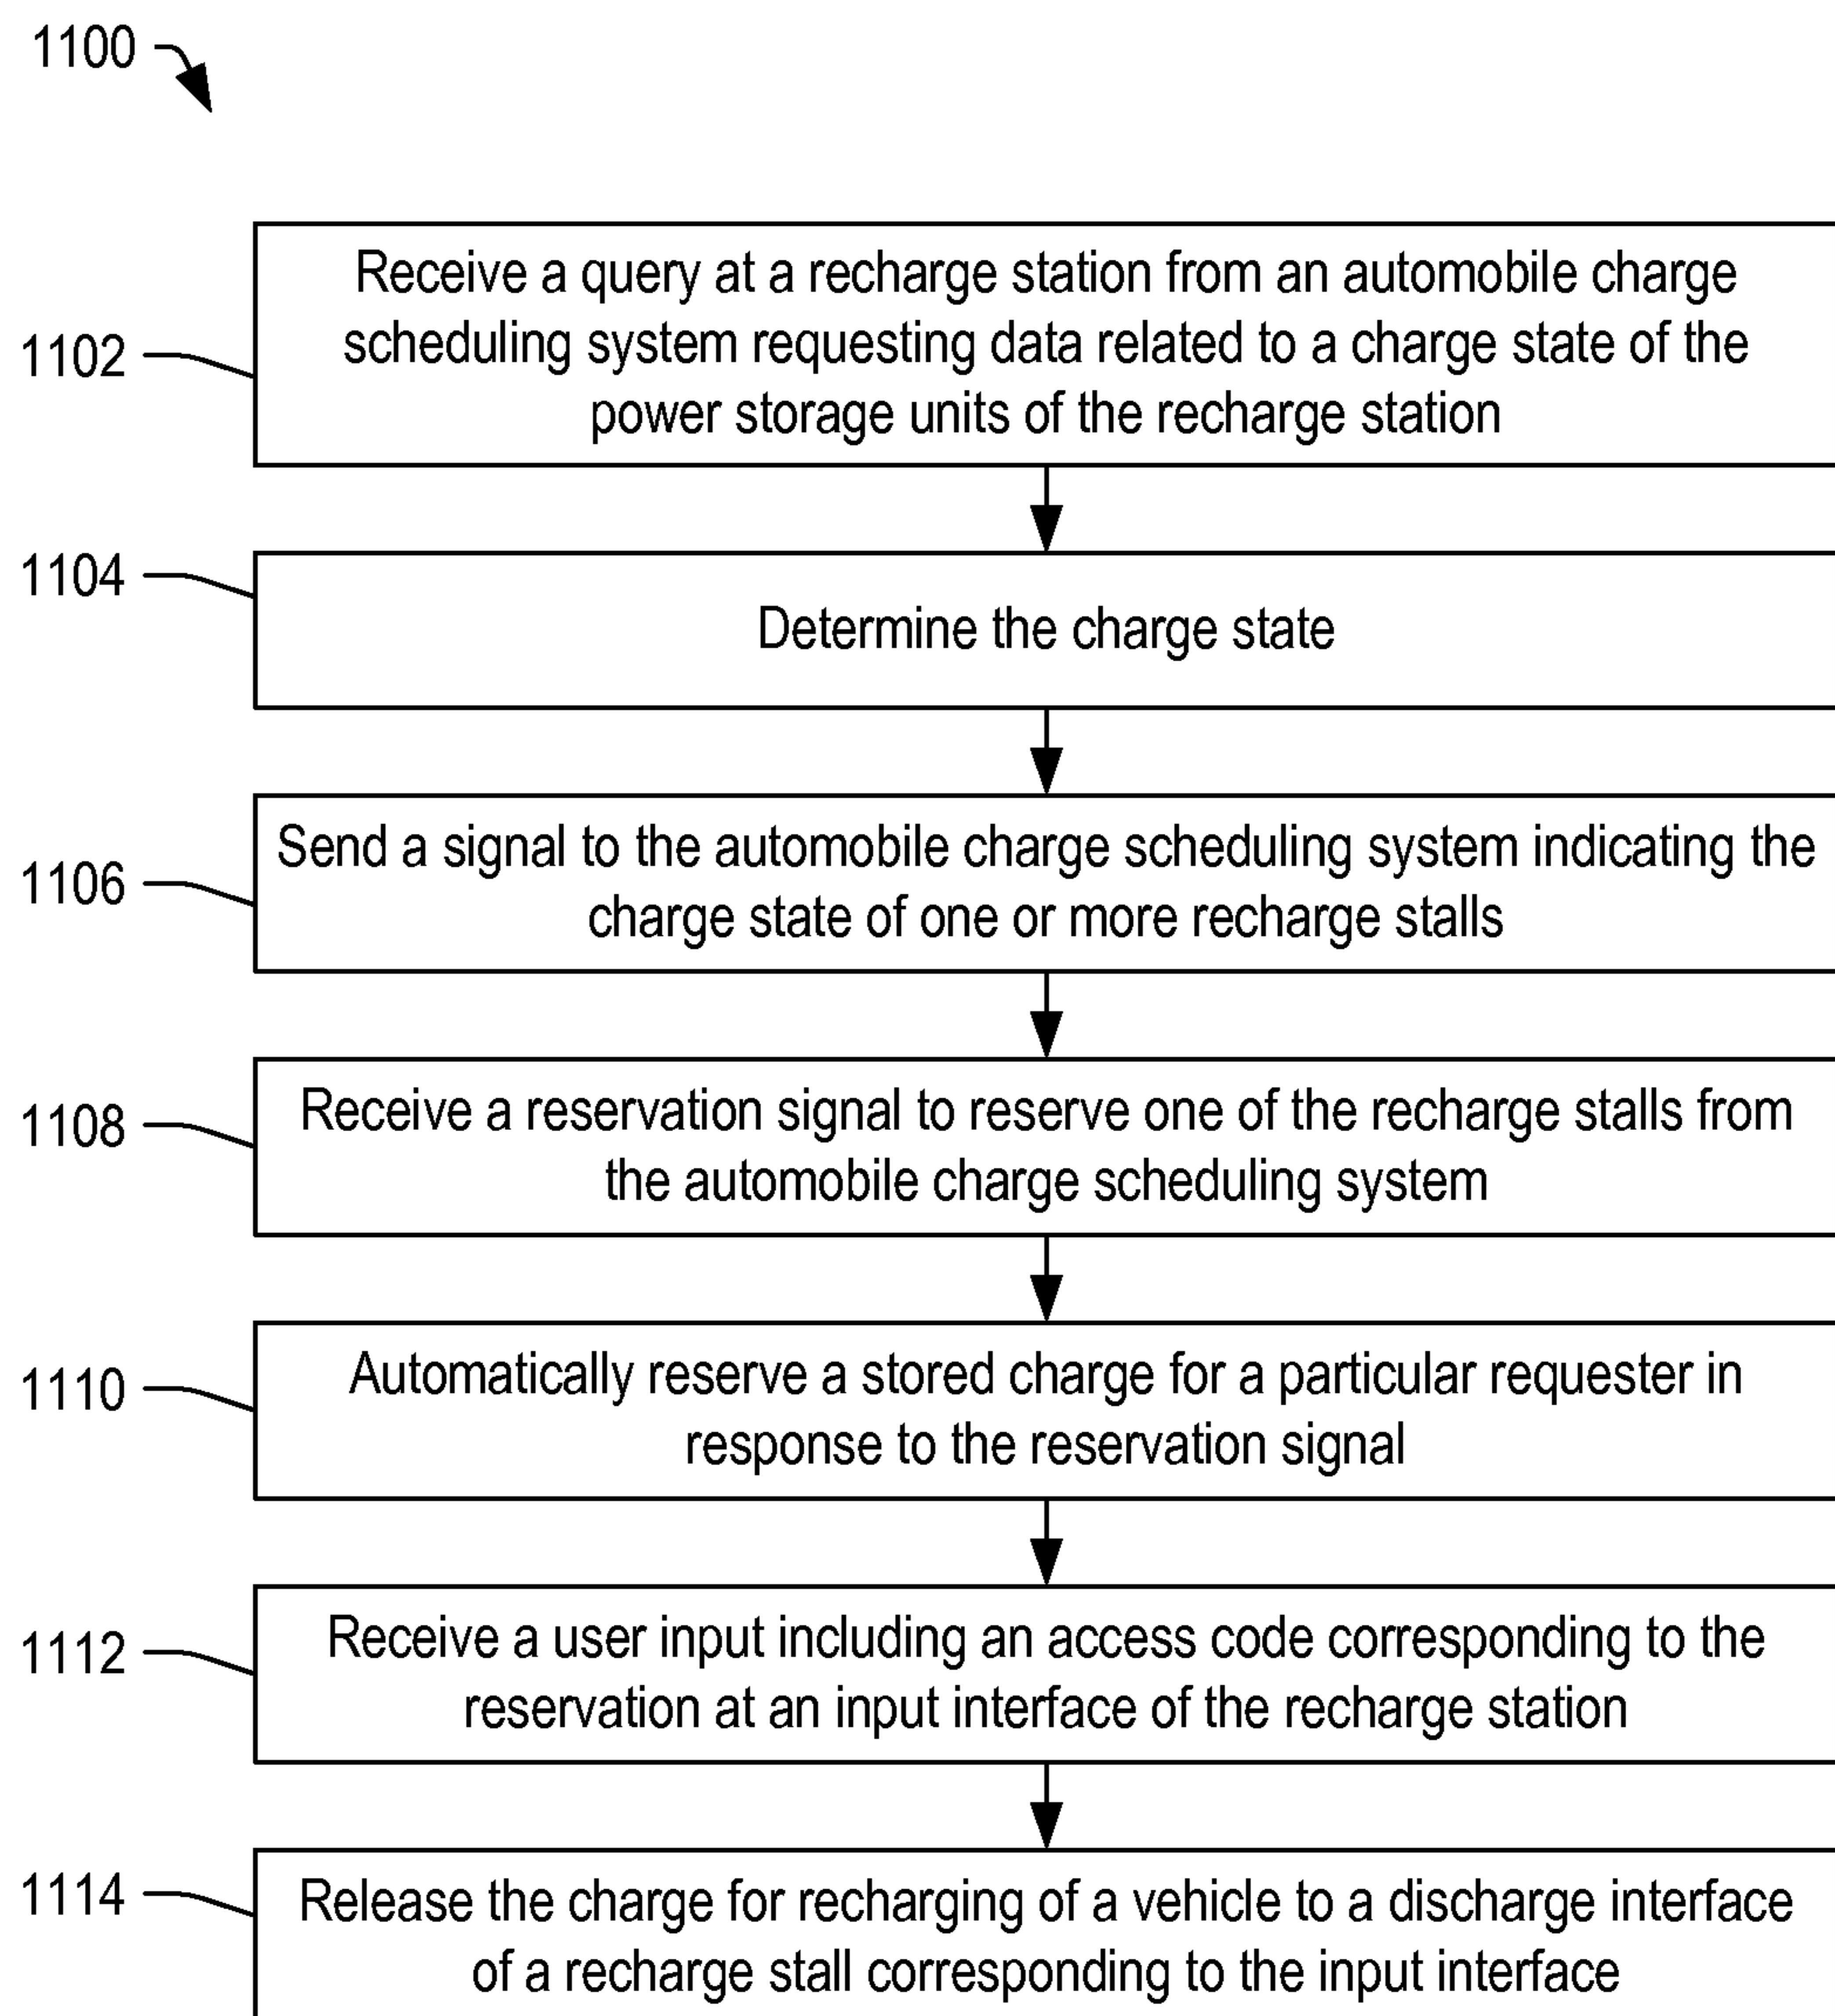 1100
1102
Receive a query at a recharge station from an automobile charge
scheduling system requesting data related to a charge state of the
power storage units of the recharge station
1104
Determine the charge state
1106
Send a signal to the automobile charge scheduling system indicating the
charge state of one or more recharge stalls
1108
Receive a reservation signal to reserve one of the recharge stalls from
the automobile charge scheduling system
1110
Automatically reserve a stored charge for a particular requester in
response to the reservation signal
1112
Receive a user input including an access code corresponding to the
reservation at an input interface of the recharge station
1114
Release the charge for recharging of a vehicle to a discharge interface
of a recharge stall corresponding to the input interface